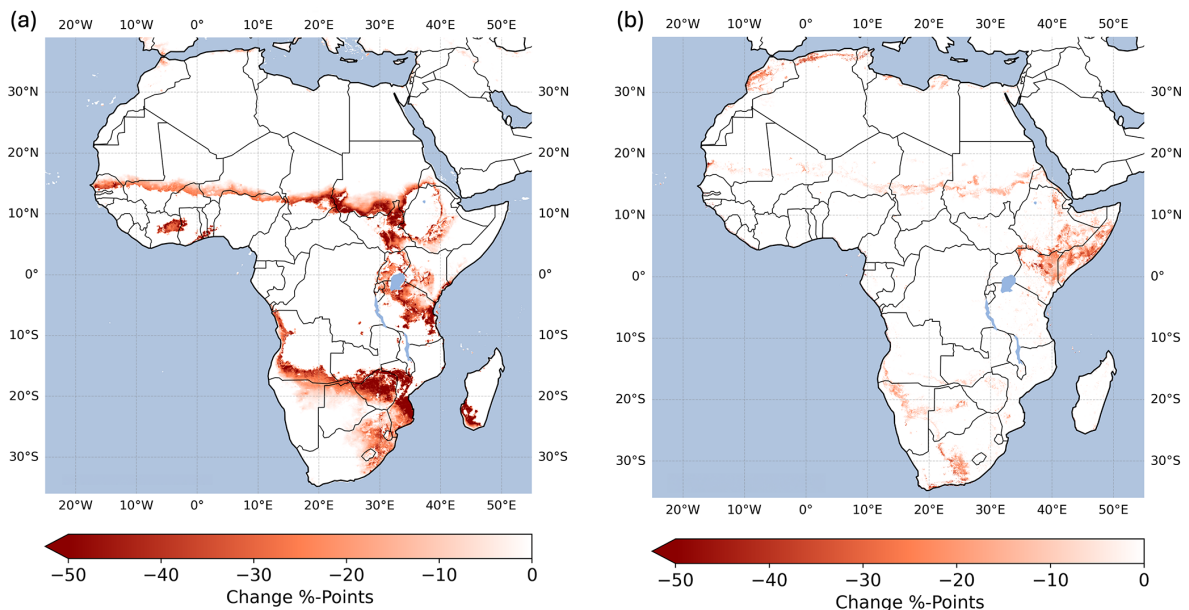 (a)
(b)
20°W 10°W 0° 10°E 20°E 30°E 40°E 50°E
20°W 10°W 0° 10°E 20°E 30°E 40°E 50°E
30°N 30°N 30°N 30°N
20°N 20°N 20°N 20°N
10°N 10°N 10°N 10°N
0° 0° 0° 0°
10°S 10°S 10°S 10°S
20°S 20°S 20°S 20°S
30°S 30°S 30°S 30°S
20°W 10°W 0° 10°E 20°E 30°E 40°E 50°E
20°W 10°W 0° 10°E 20°E 30°E 40°E 50°E
−50 −40 −30 −20 −10 0
−50 −40 −30 −20 −10 0
Change %-Points
Change %-Points